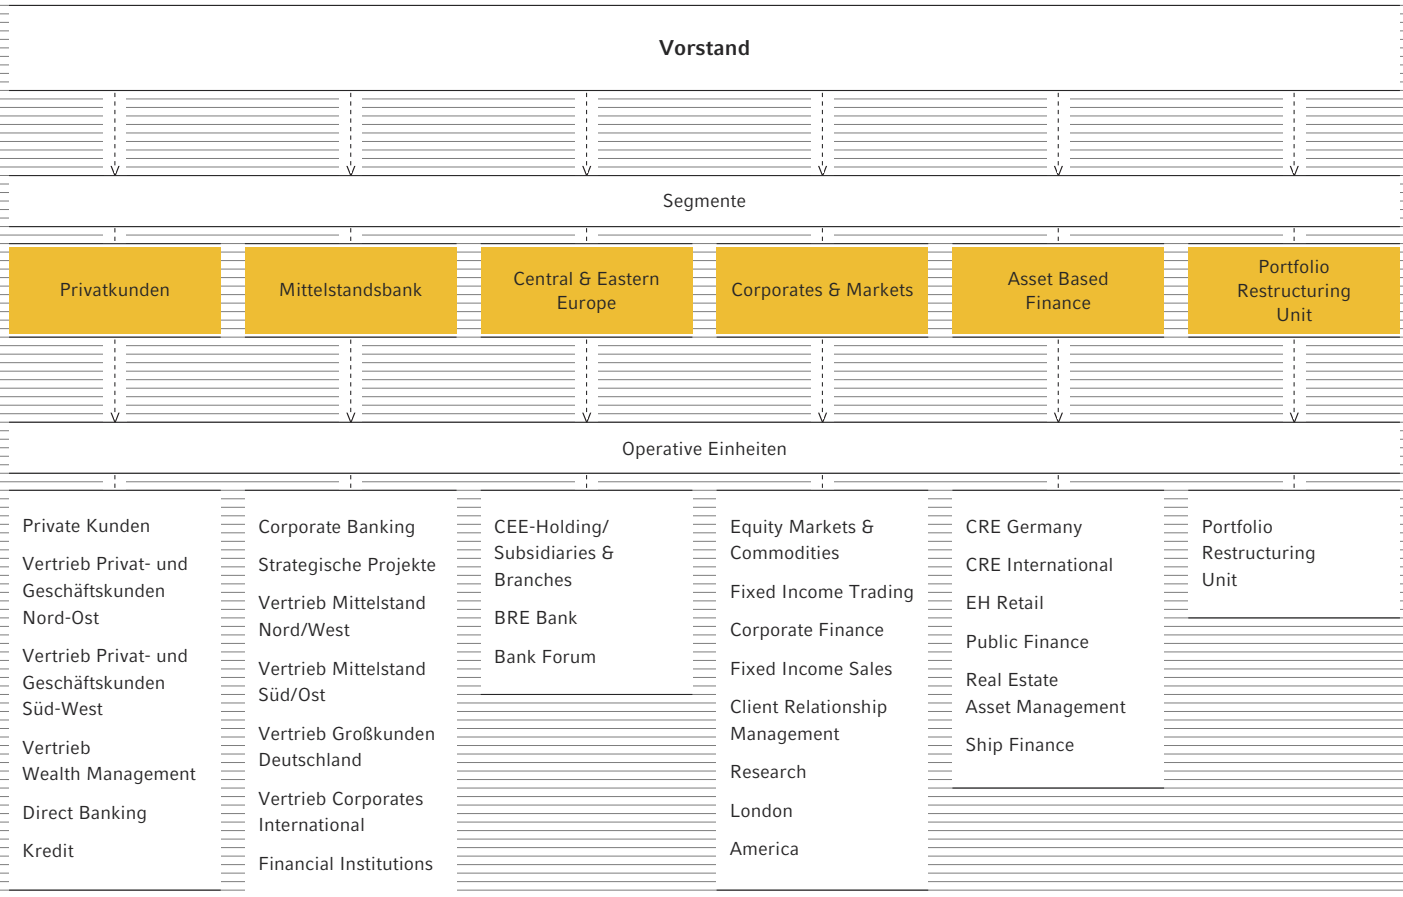 Vorstand
Segmente
Privatkunden
Mittelstandsbank
Central & Eastern
Europe
Corporates & Markets
Asset Based
Finance
Portfolio
Restructuring
Unit
Operative Einheiten
Private Kunden
Vertrieb Privat- und
Geschäftskunden
Nord-Ost
Vertrieb Privat- und
Geschäftskunden
Süd-West
Vertrieb
Wealth Management
Direct Banking
Kredit
Corporate Banking
Strategische Projekte
Vertrieb Mittelstand
Nord/West
Vertrieb Mittelstand
Süd/Ost
Vertrieb Großkunden
Deutschland
Vertrieb Corporates
International
Financial Institutions
CEE-Holding/
Subsidiaries &
Branches
BRE Bank
Bank Forum
Equity Markets &
Commodities
Fixed Income Trading
Corporate Finance
Fixed Income Sales
Client Relationship
Management
Research
London
America
CRE Germany
CRE International
EH Retail
Public Finance
Real Estate
Asset Management
Ship Finance
Portfolio
Restructuring
Unit